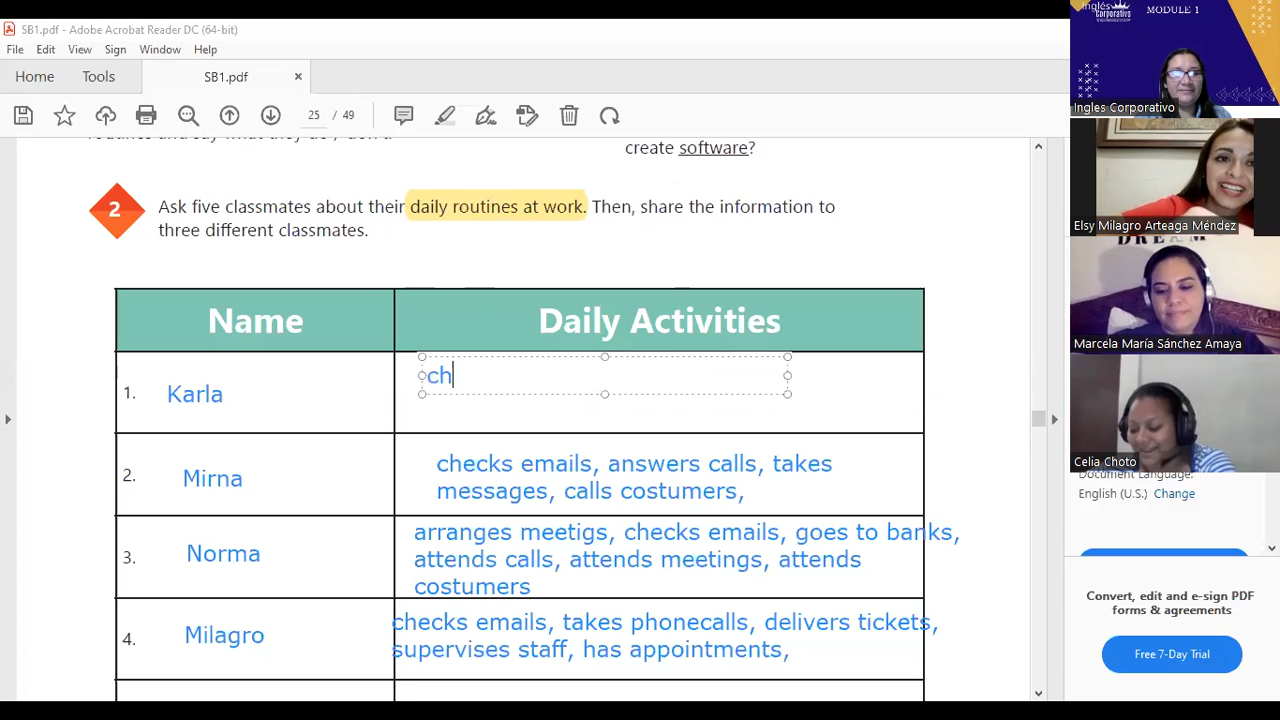 SB1.pdf - Adobe Acrobat Reader DC (64-bit)
File Edit View Sign Window Help
Home Tools SB1.pdf ×
25 / 49
create software?
2 Ask five classmates about their daily routines at work. Then, share the information to
three different classmates.
Name Daily Activities
1. Karla ch
2. Mirna checks emails, answers calls, takes
messages, calls costumers,
3. Norma arranges meetigs, checks emails, goes to banks,
attends calls, attends meetings, attends
costumers
4. Milagro checks emails, takes phonecalls, delivers tickets,
supervises staff, has appointments,
Inglés
corporativo
MODULE 1
Ingles Corporativo
Elsy Milagro Arteaga Méndez
DREAM
Marcela María Sánchez Amaya
Celia Choto
Document Language:
English (U.S.) Change
Convert, edit and e-sign PDF
forms & agreements
Free 7-Day Trial